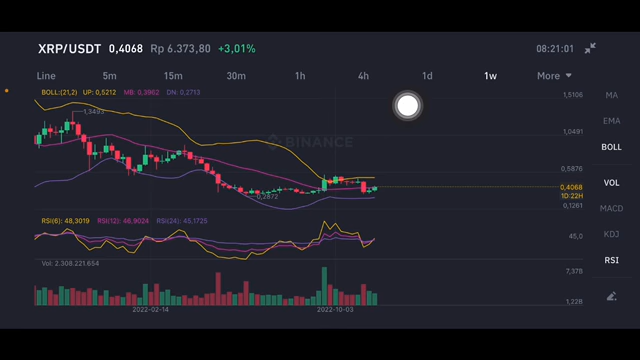 XRP/USDT 0,4068 Rp 6.373,80 +3,01% 08:21:01
Line 5m 15m 30m 1h 4h 1d 1w More
BOLL:(21,2) UP: 0,5212 MB: 0,3962 DN: 0,2713
MA
1,5106
1,3493
EMA
1,0491
BINANCE
BOLL
0,5876
VOL
0,4068
1D:22H
0,2872
0,1261
MACD
RSI(6): 48,3019 RSI(12): 46,9024 RSI(24): 45,1725
KDJ
45,0
RSI
Vol: 2.308.221.654
7,37B
1,22B
2022-02-14 2022-10-03